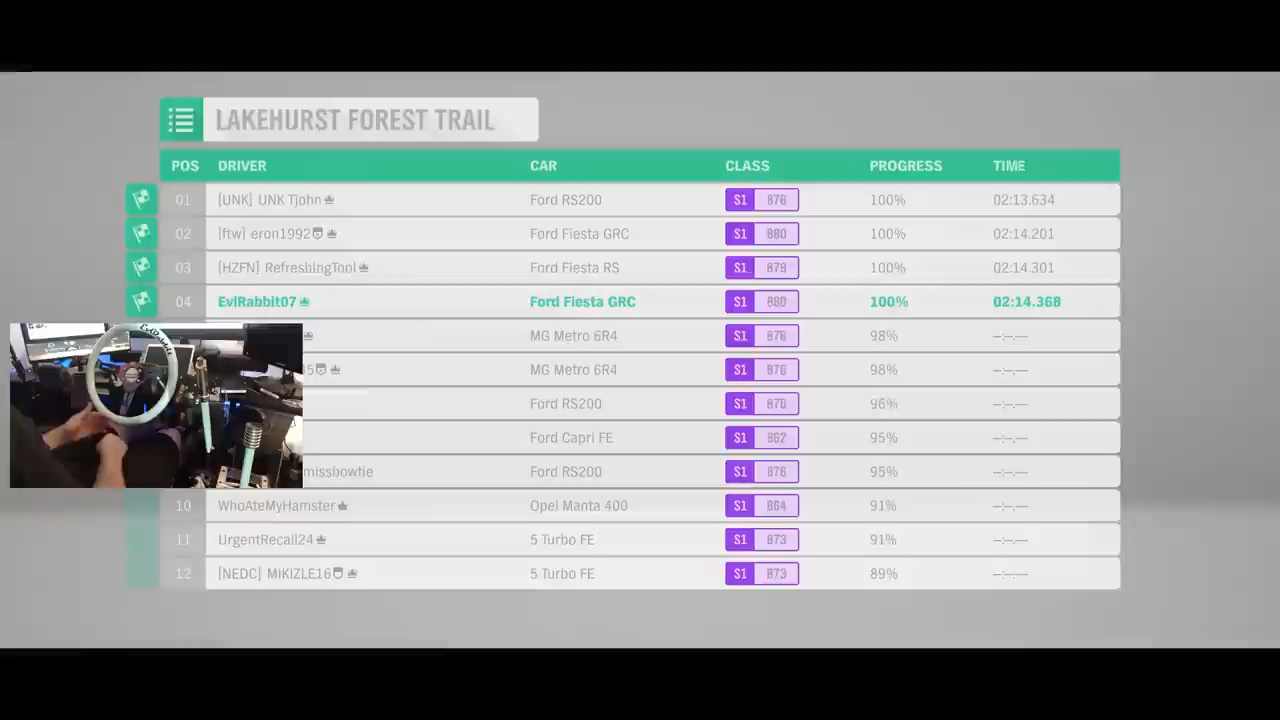 LAKEHURST FOREST TRAIL
POS DRIVER CAR CLASS PROGRESS TIME
01 [UNK] UNK Tjohn Ford RS200 S1 876 100% 02:13.634
02 [ftw] eron1992 Ford Fiesta GRC S1 880 100% 02:14.201
03 [HZFN] RefreshingTool Ford Fiesta RS S1 879 100% 02:14.301
04 EvlRabbit07 Ford Fiesta GRC S1 880 100% 02:14.368
MG Metro 6R4 S1 876 98% --:--.---
5 MG Metro 6R4 S1 876 98% --:--.---
Ford RS200 S1 876 96% --:--.---
Ford Capri FE S1 862 95% --:--.---
missbowtie Ford RS200 S1 876 95% --:--.---
10 WhoAteMyHamster Opel Manta 400 S1 864 91% --:--.---
11 UrgentRecall24 5 Turbo FE S1 873 91% --:--.---
12 [NEDC] MIKIZLE16 5 Turbo FE S1 873 89% --:--.---
EvlRabbit